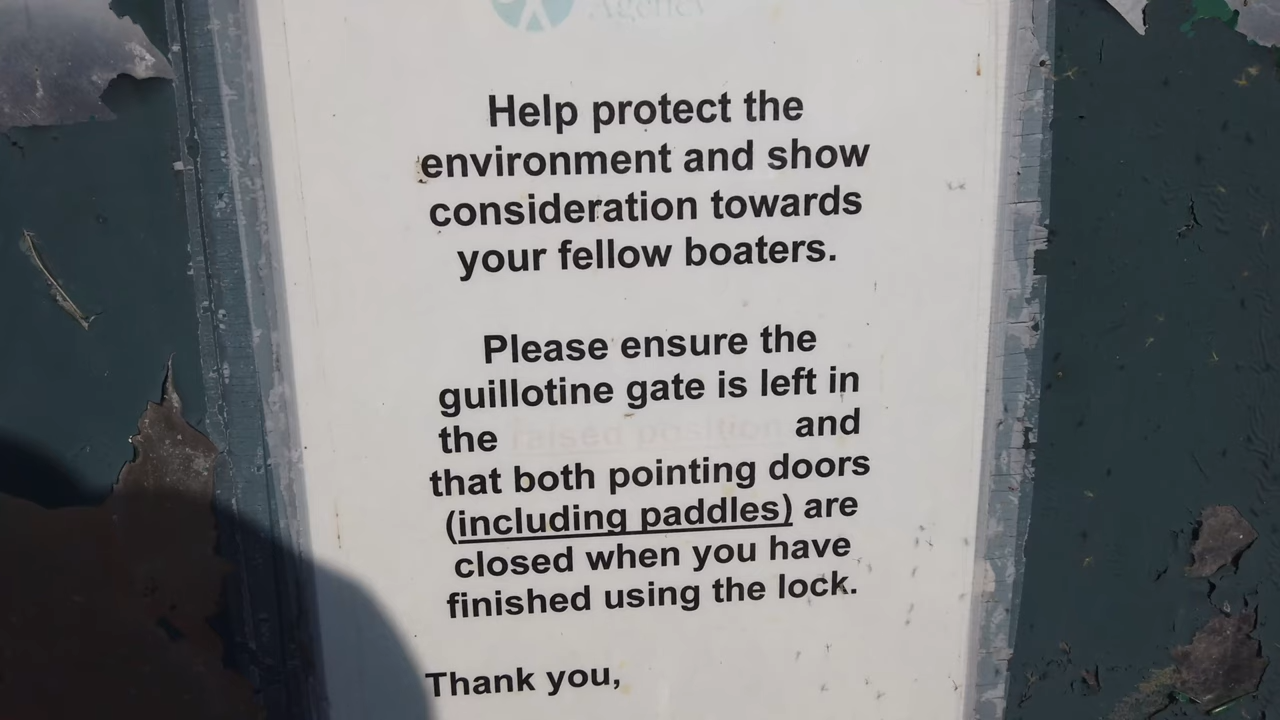 Agency
Help protect the
environment and show
consideration towards
your fellow boaters.
Please ensure the
guillotine gate is left in
the raised position and
that both pointing doors
(including paddles) are
closed when you have
finished using the lock.
Thank you,